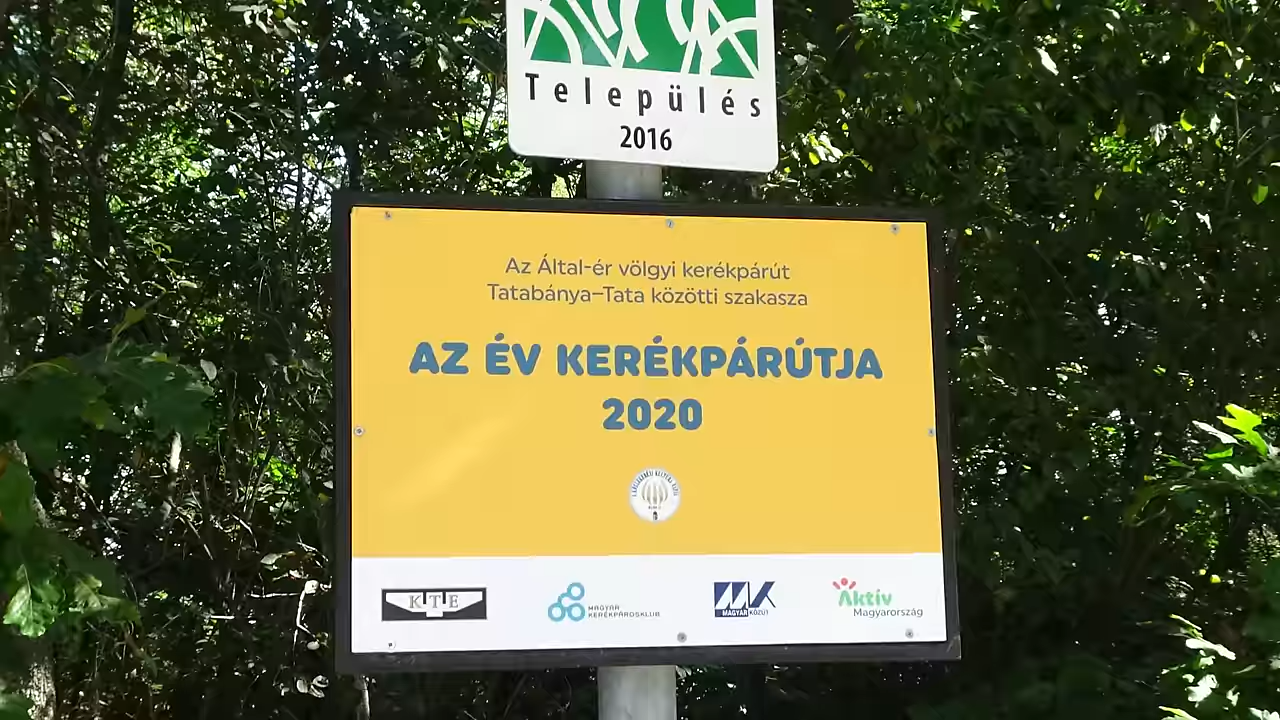 Település
2016
Az Által-ér völgyi kerékpárút
Tatabánya–Tata közötti szakasza
AZ ÉV KERÉKPÁRÚTJA
2020
KTE
MAGYAR
KERÉKPÁROSKLUB
MK
MAGYAR KÖZÚT
Aktív
Magyarország